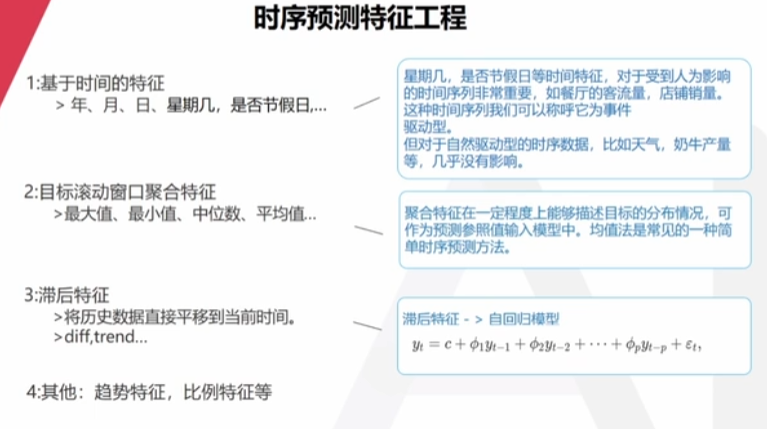 时序预测特征工程
1:基于时间的特征
> 年、月、日、星期几，是否节假日,...
星期几，是否节假日等时间特征，对于受到人为影响
的时间序列非常重要，如餐厅的客流量，店铺销量。
这种时间序列我们可以称呼它为事件
驱动型。
但对于自然驱动型的时序数据，比如天气，奶牛产量
等，几乎没有影响。
2:目标滚动窗口聚合特征
>最大值、最小值、中位数、平均值...
聚合特征在一定程度上能够描述目标的分布情况，可
作为预测参照值输入模型中。均值法是常见的一种简
单时序预测方法。
3:滞后特征
>将历史数据直接平移到当前时间。
>diff,trend...
滞后特征 - > 自回归模型
y_t = c + ϕ_1 y_{t−1} + ϕ_2 y_{t−2} + ⋯ + ϕ_p y_{t−p} + ε_t,
4:其他：趋势特征，比例特征等